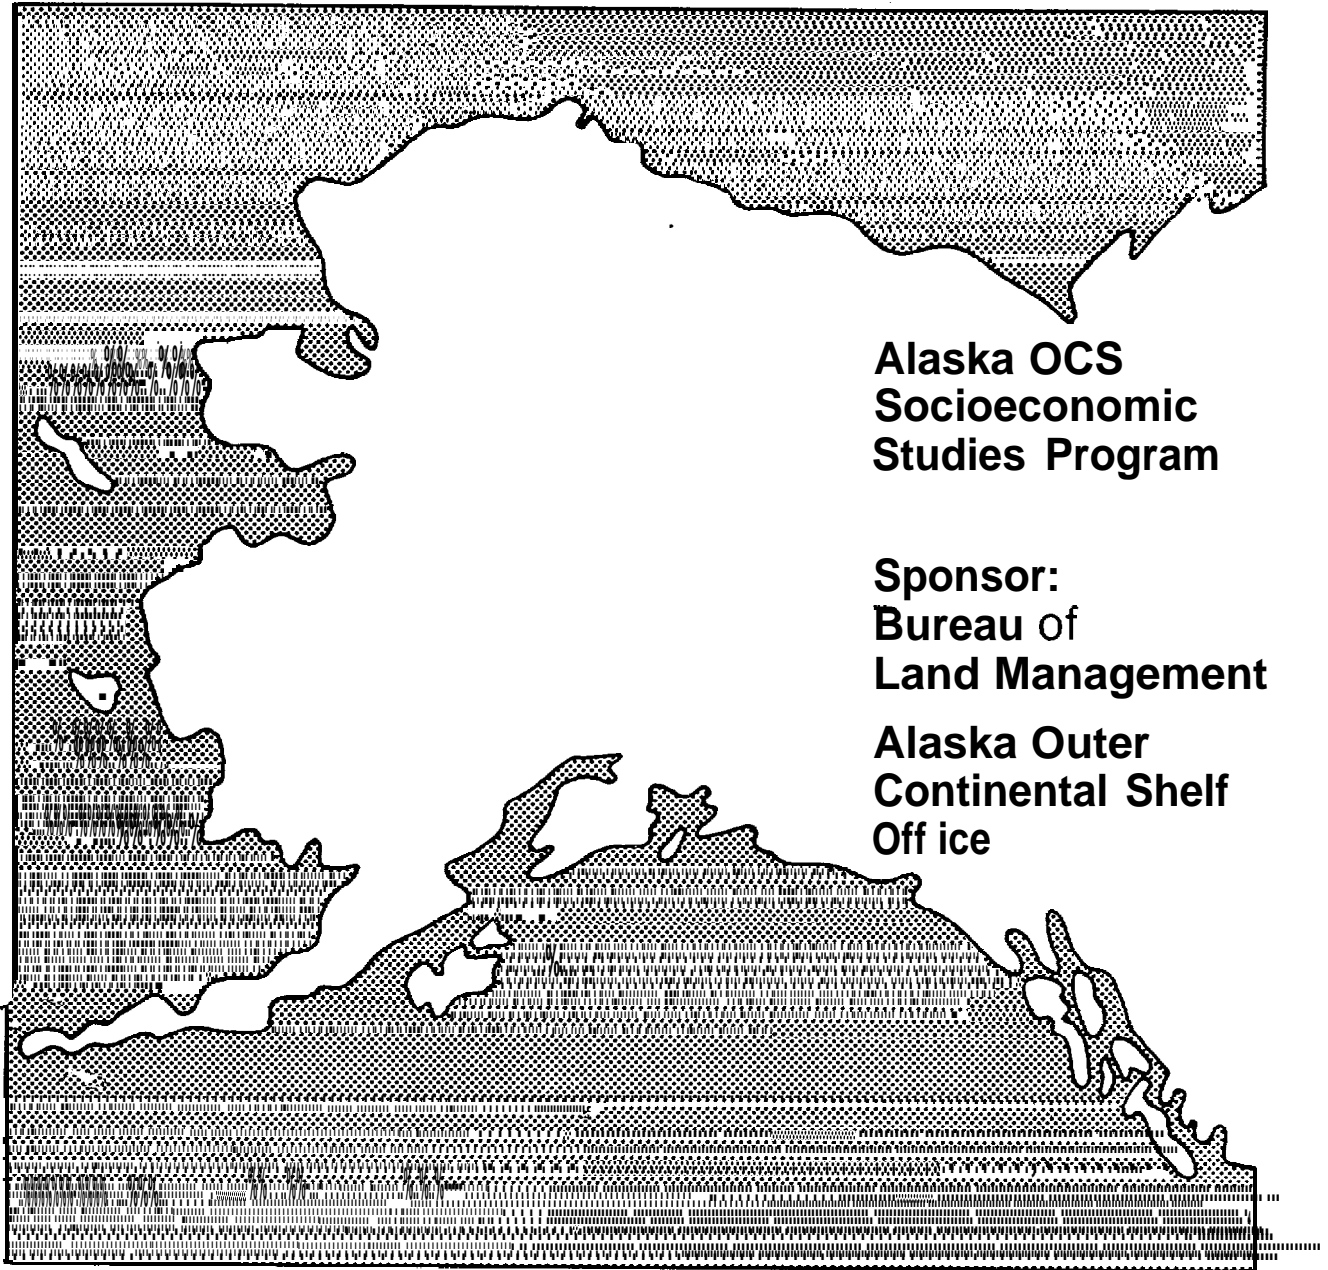 Alaska OCS
Socioeconomic
Studies Program
Sponsor:
Bureau of
Land Management
Alaska Outer
Continental Shelf
Off ice